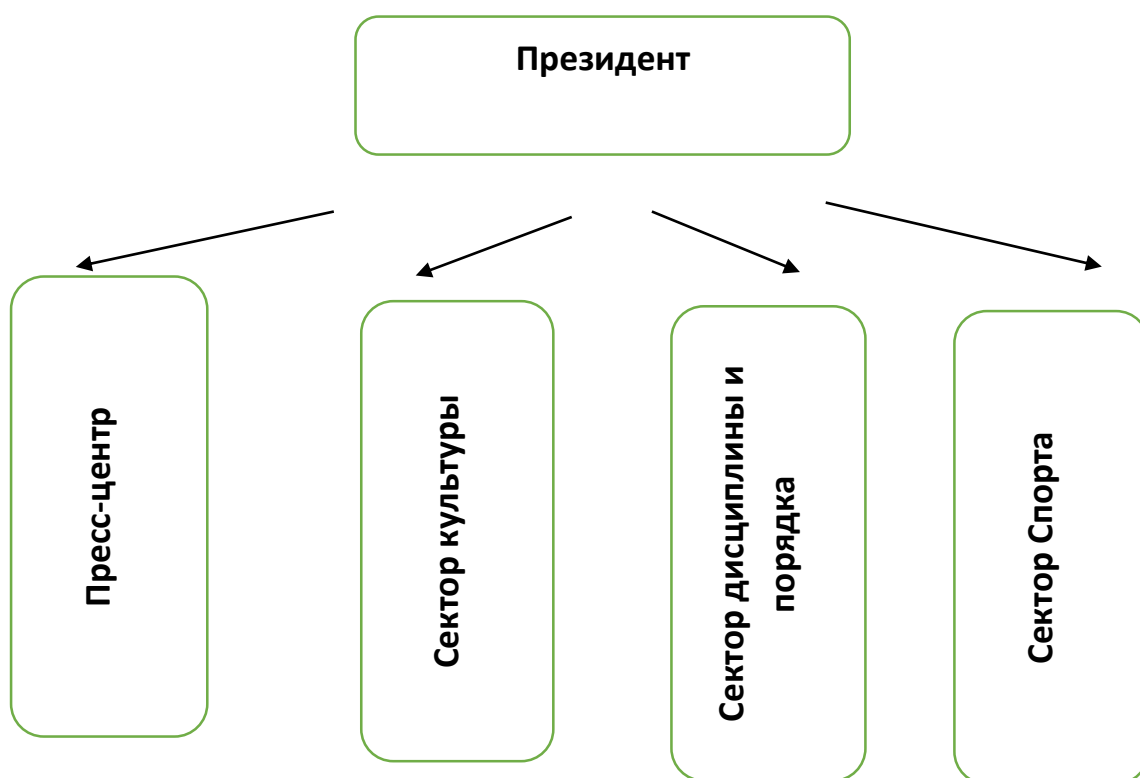 Президент
Пресс-центр
Сектор культуры
Сектор дисциплины и
порядка
Сектор Спорта